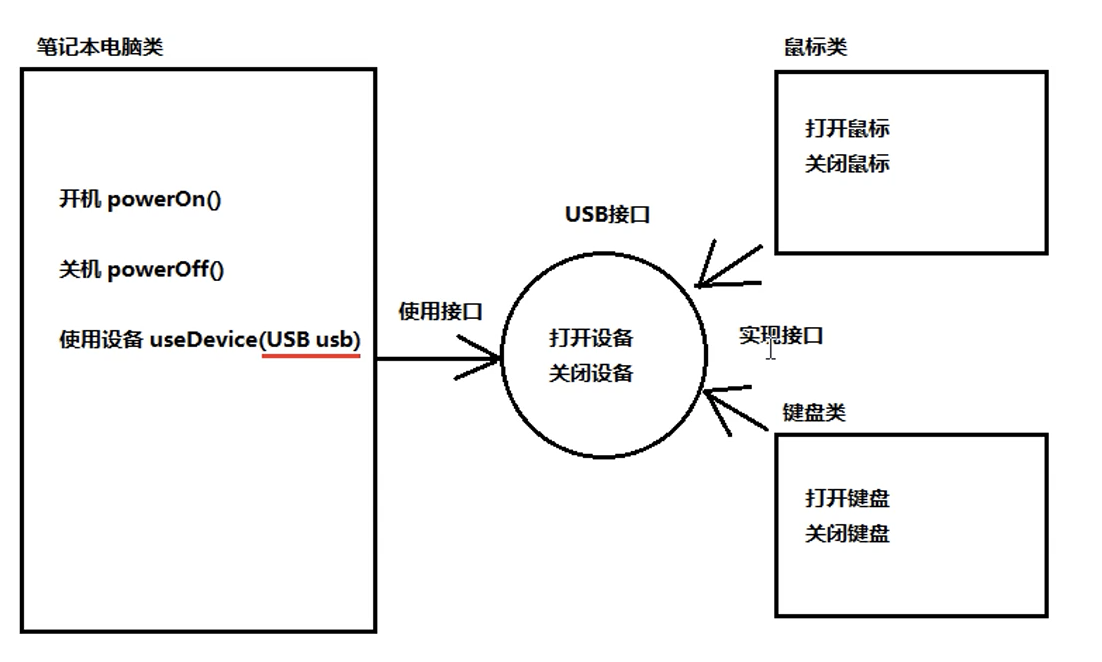 笔记本电脑类
开机 powerOn()
关机 powerOff()
使用设备 useDevice(USB usb)
使用接口
USB接口
打开设备
关闭设备
实现接口
鼠标类
打开鼠标
关闭鼠标
键盘类
打开键盘
关闭键盘